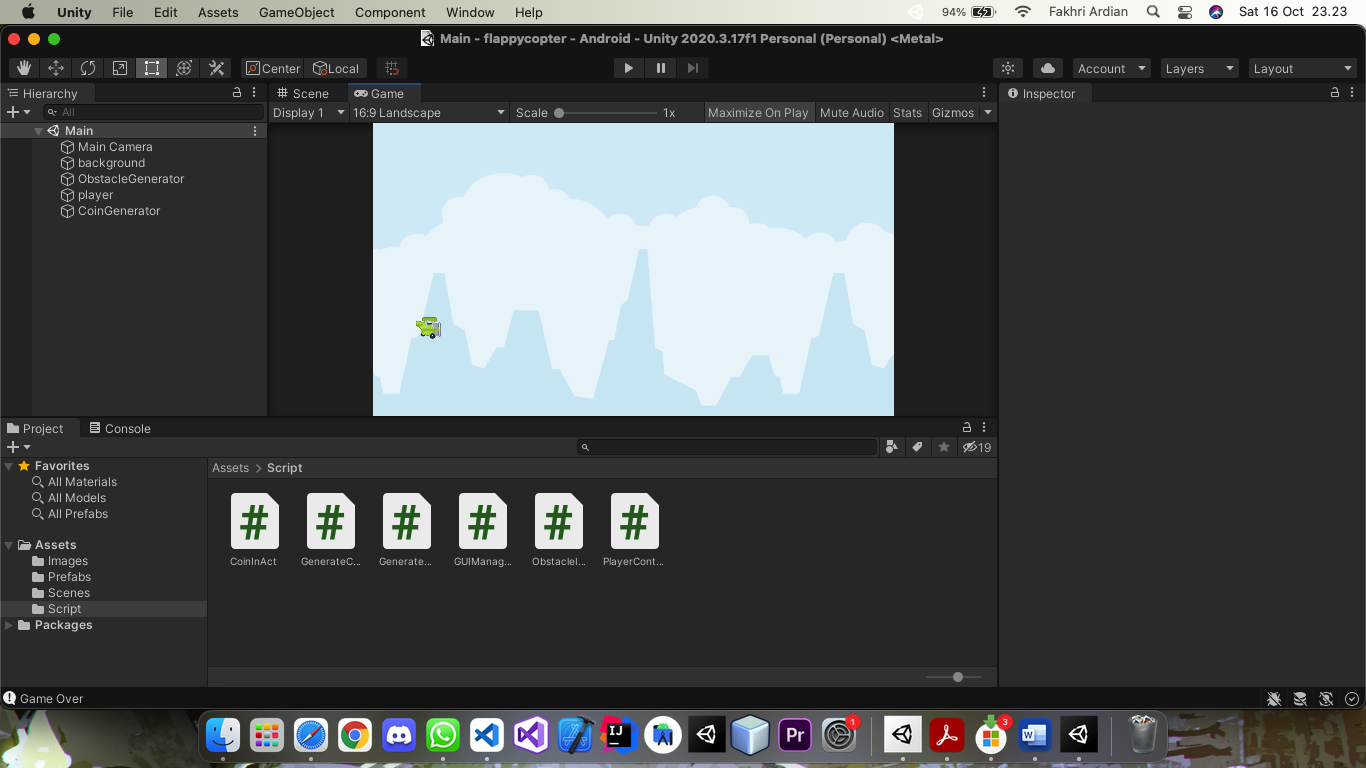 Unity File Edit Assets GameObject Component Window Help 94% Fakhri Ardian Sat 16 Oct 23.23
Main - flappycopter - Android - Unity 2020.3.17f1 Personal (Personal) <Metal>
Center Local Account Layers Layout
Hierarchy Scene Game Inspector
All Display 1 16:9 Landscape Scale 1x Maximize On Play Mute Audio Stats Gizmos
Main
Main Camera
background
ObstacleGenerator
player
CoinGenerator
Project Console
19
Favorites
All Materials
All Models
All Prefabs
Assets
Images
Prefabs
Scenes
Script
Packages
Assets > Script
# # # # # #
CoinInAct GenerateC... Generate... GUIManag... ObstacleI... PlayerCont...
Game Over
IJ Pr 1 3 W